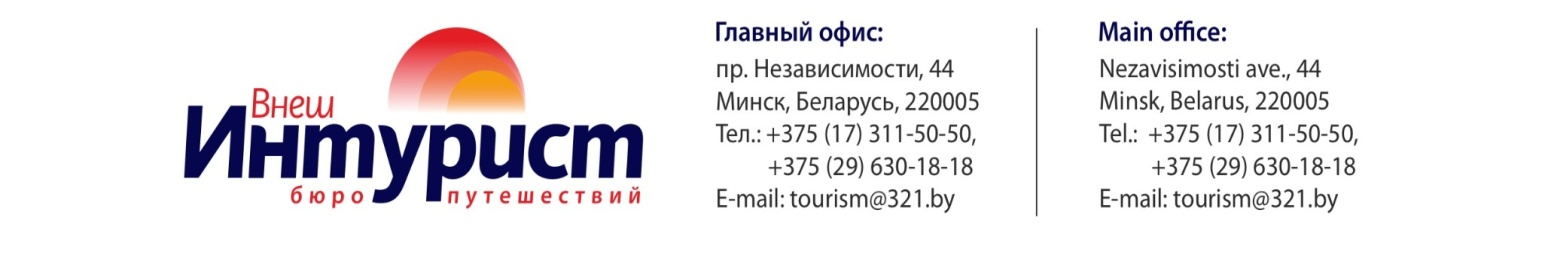 Внеш
Интурист
бюро путешествий
Главный офис:
пр. Независимости, 44
Минск, Беларусь, 220005
Тел.: +375 (17) 311-50-50,
+375 (29) 630-18-18
E-mail: tourism@321.by
Main office:
Nezavisimosti ave., 44
Minsk, Belarus, 220005
Tel.: +375 (17) 311-50-50,
+375 (29) 630-18-18
E-mail: tourism@321.by